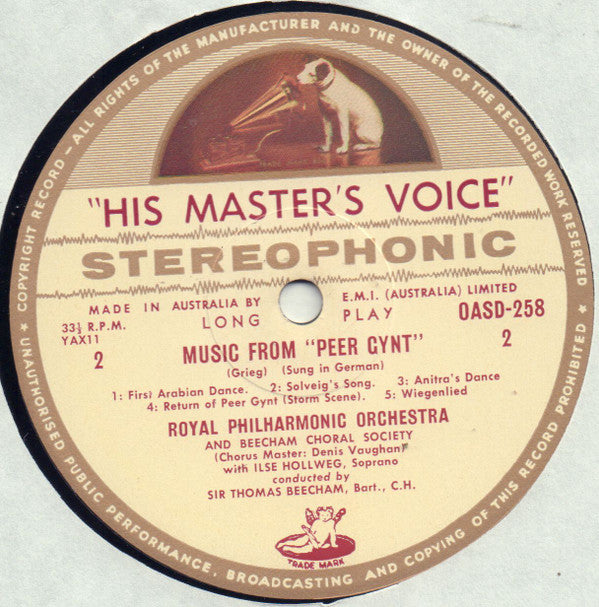 COPYRIGHT RECORD — ALL RIGHTS OF THE MANUFACTURER AND THE OWNER OF THE RECORDED WORK RESERVED
TRADE MARK
"HIS MASTER'S VOICE"
STEREOPHONIC
MADE IN AUSTRALIA BY E.M.I. (AUSTRALIA) LIMITED
33⅓ R.P.M. LONG PLAY OASD-258
YAX11
2 2
MUSIC FROM "PEER GYNT"
(Grieg) (Sung in German)
1: First Arabian Dance. 2: Solveig's Song. 3: Anitra's Dance
4: Return of Peer Gynt (Storm Scene). 5: Wiegenlied
ROYAL PHILHARMONIC ORCHESTRA
AND BEECHAM CHORAL SOCIETY
(Chorus Master: Denis Vaughan)
with ILSE HOLLWEG, Soprano
conducted by
SIR THOMAS BEECHAM, Bart., C.H.
TRADE MARK
★ UNAUTHORISED PUBLIC PERFORMANCE, BROADCASTING AND COPYING OF THIS RECORD PROHIBITED ★